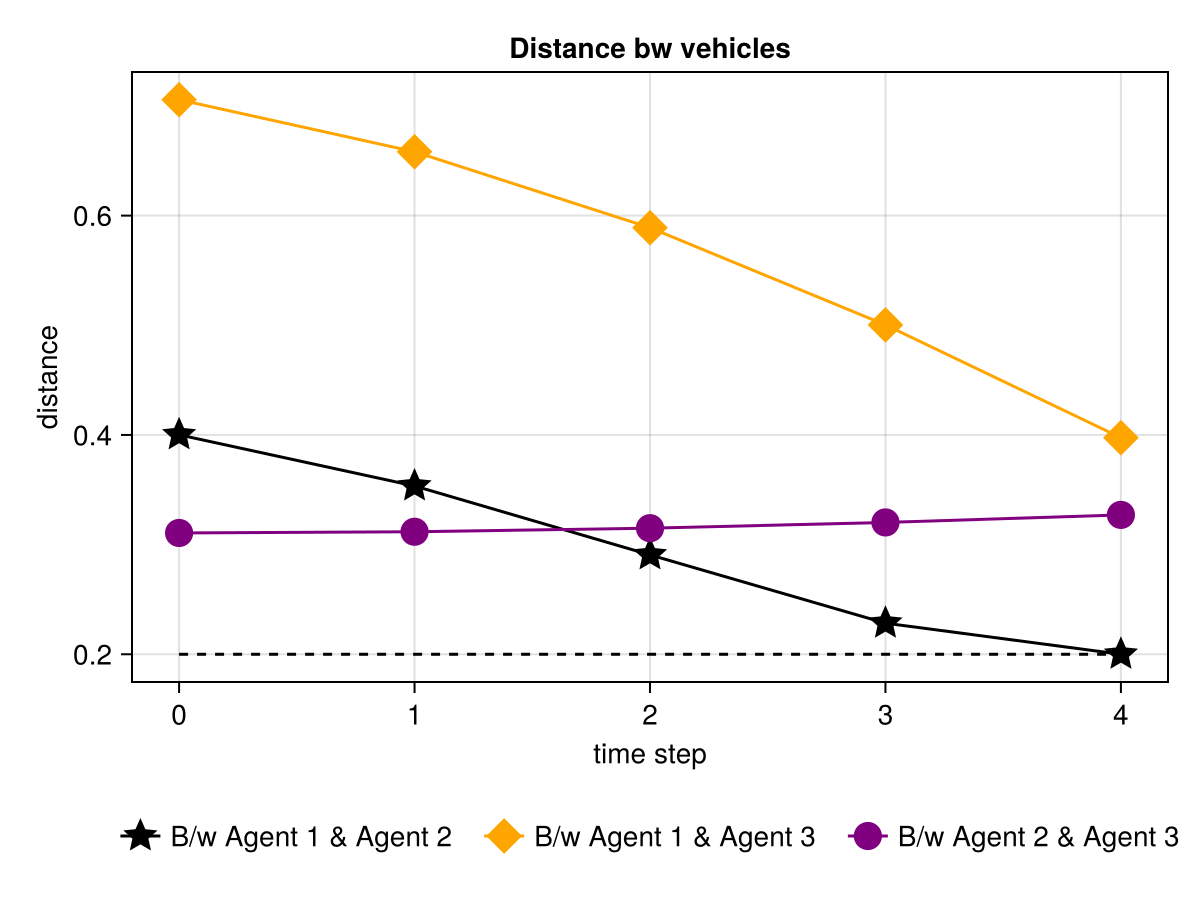 Distance bw vehicles
0.6
0.4
0.2
distance
0 1 2 3 4
time step
B/w Agent 1 & Agent 2 B/w Agent 1 & Agent 3 B/w Agent 2 & Agent 3